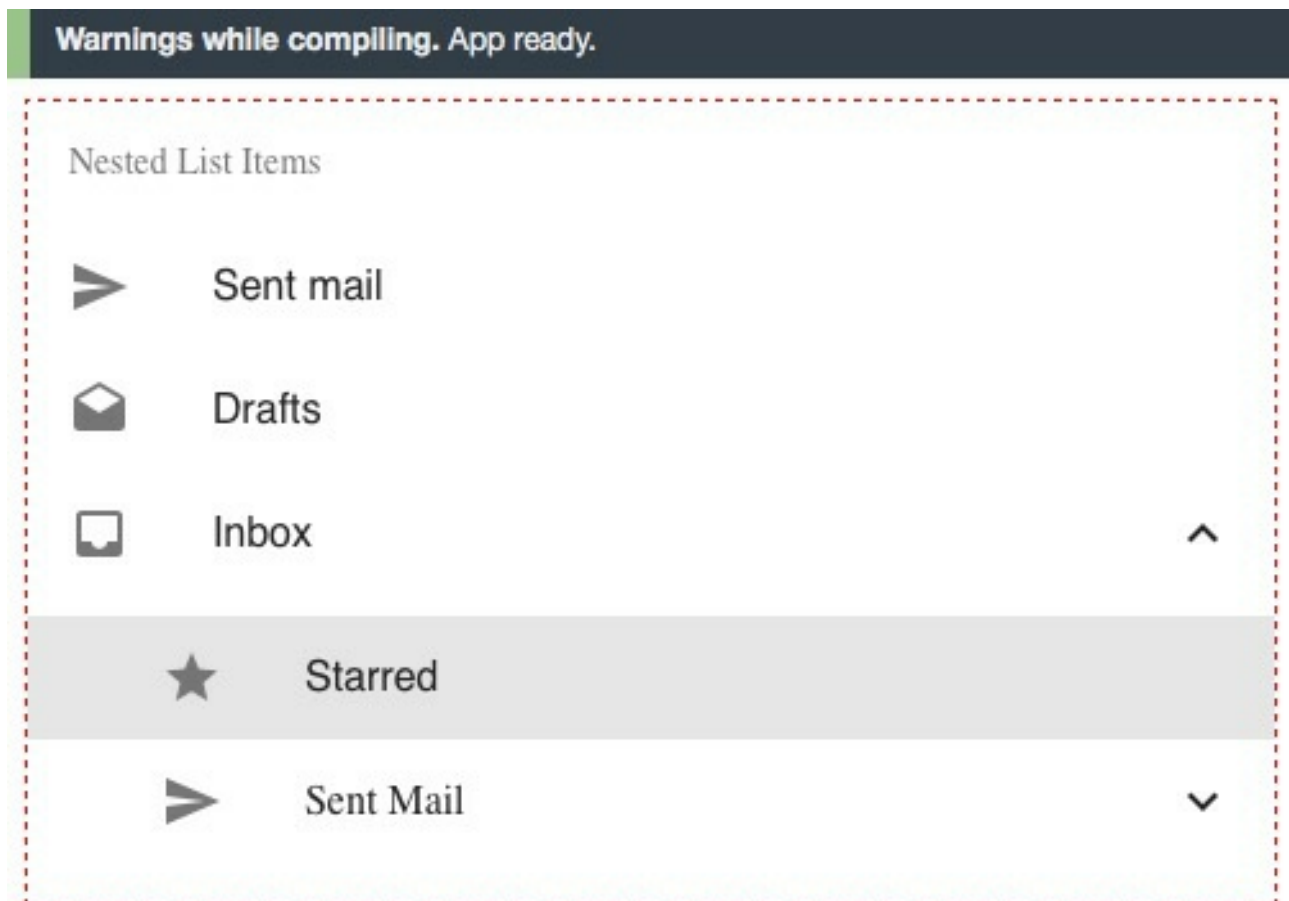 Warnings while compiling. App ready.
Nested List Items
Sent mail
Drafts
Inbox
Starred
Sent Mail